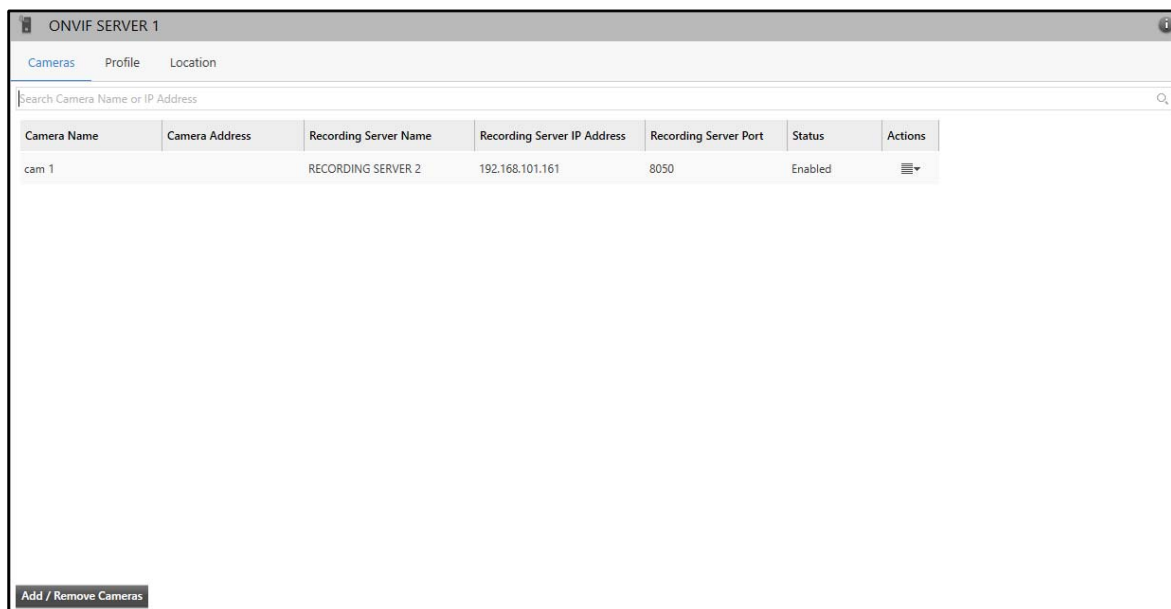 ONVIF SERVER 1
Cameras Profile Location
Search Camera Name or IP Address
Camera Name Camera Address Recording Server Name Recording Server IP Address Recording Server Port Status Actions
cam 1 RECORDING SERVER 2 192.168.101.161 8050 Enabled
Add / Remove Cameras